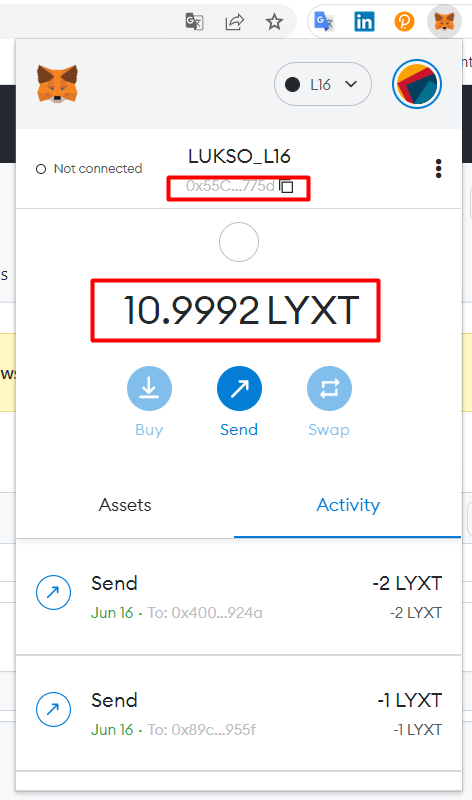 L16
Not connected
LUKSO_L16
0x55C...775d
10.9992 LYXT
Buy
Send
Swap
Assets
Activity
Send
-2 LYXT
Jun 16 · To: 0x400...924a
-2 LYXT
Send
-1 LYXT
Jun 16 · To: 0x89c...955f
-1 LYXT